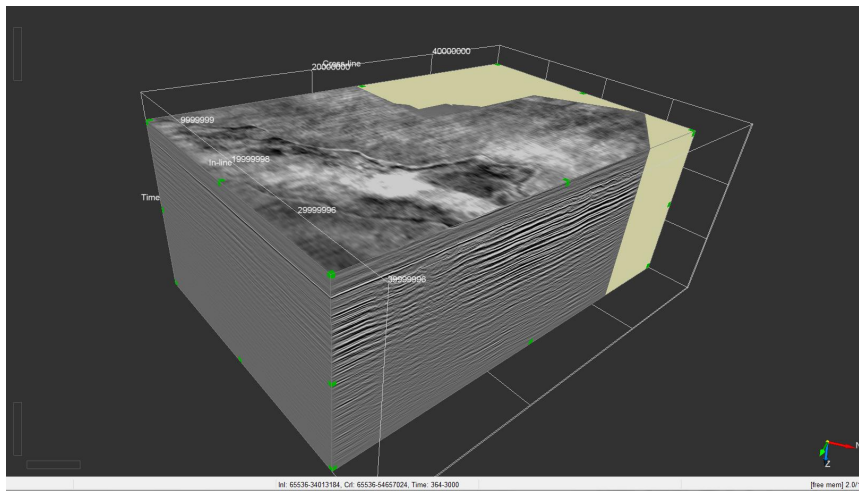 40000000
20000000
Cross-line
9999999
In-line
19999998
Time
29999996
39999996
N
Z
Inl: 65536-34013184, Crl: 65536-54657024, Time: 364-3000
[free mem] 2.0/